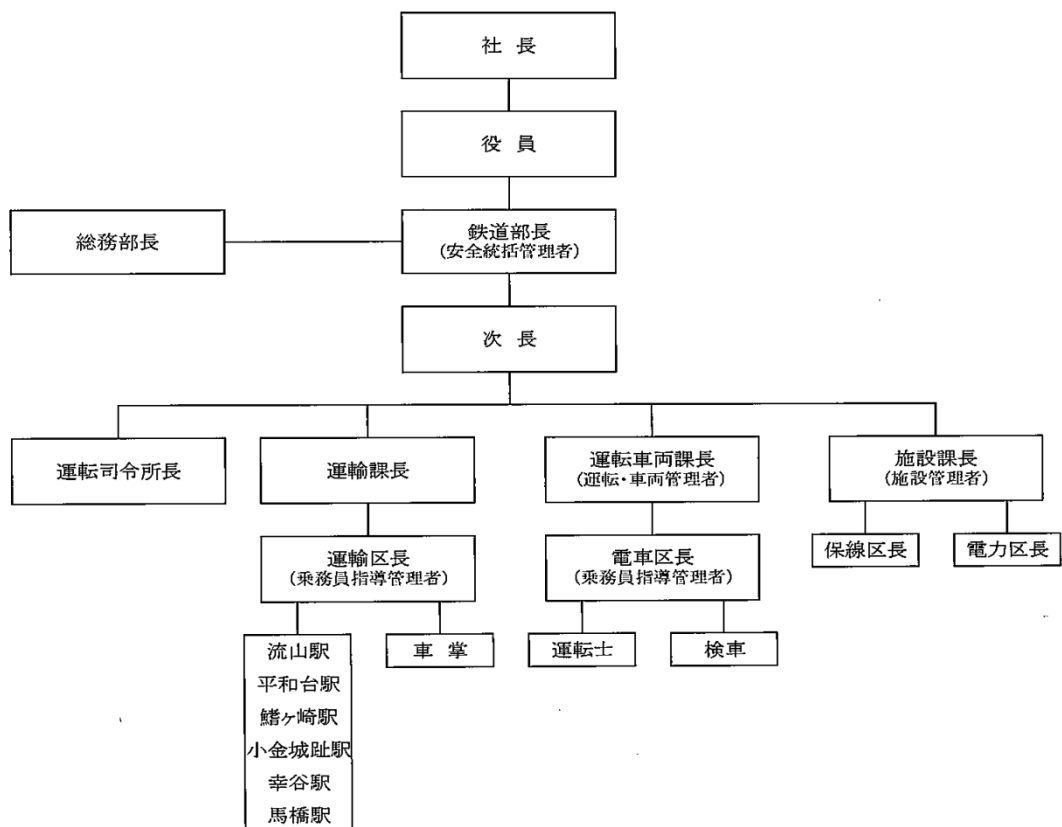 社 長
役 員
総務部長
鉄道部長
(安全統括管理者)
次 長
運転司令所長
運輸課長
運転車両課長
(運転・車両管理者)
施設課長
(施設管理者)
運輸区長
(乗務員指導管理者)
電車区長
(乗務員指導管理者)
保線区長
電力区長
流山駅
平和台駅
鰭ヶ崎駅
小金城趾駅
幸谷駅
馬橋駅
車 掌
運転士
検車